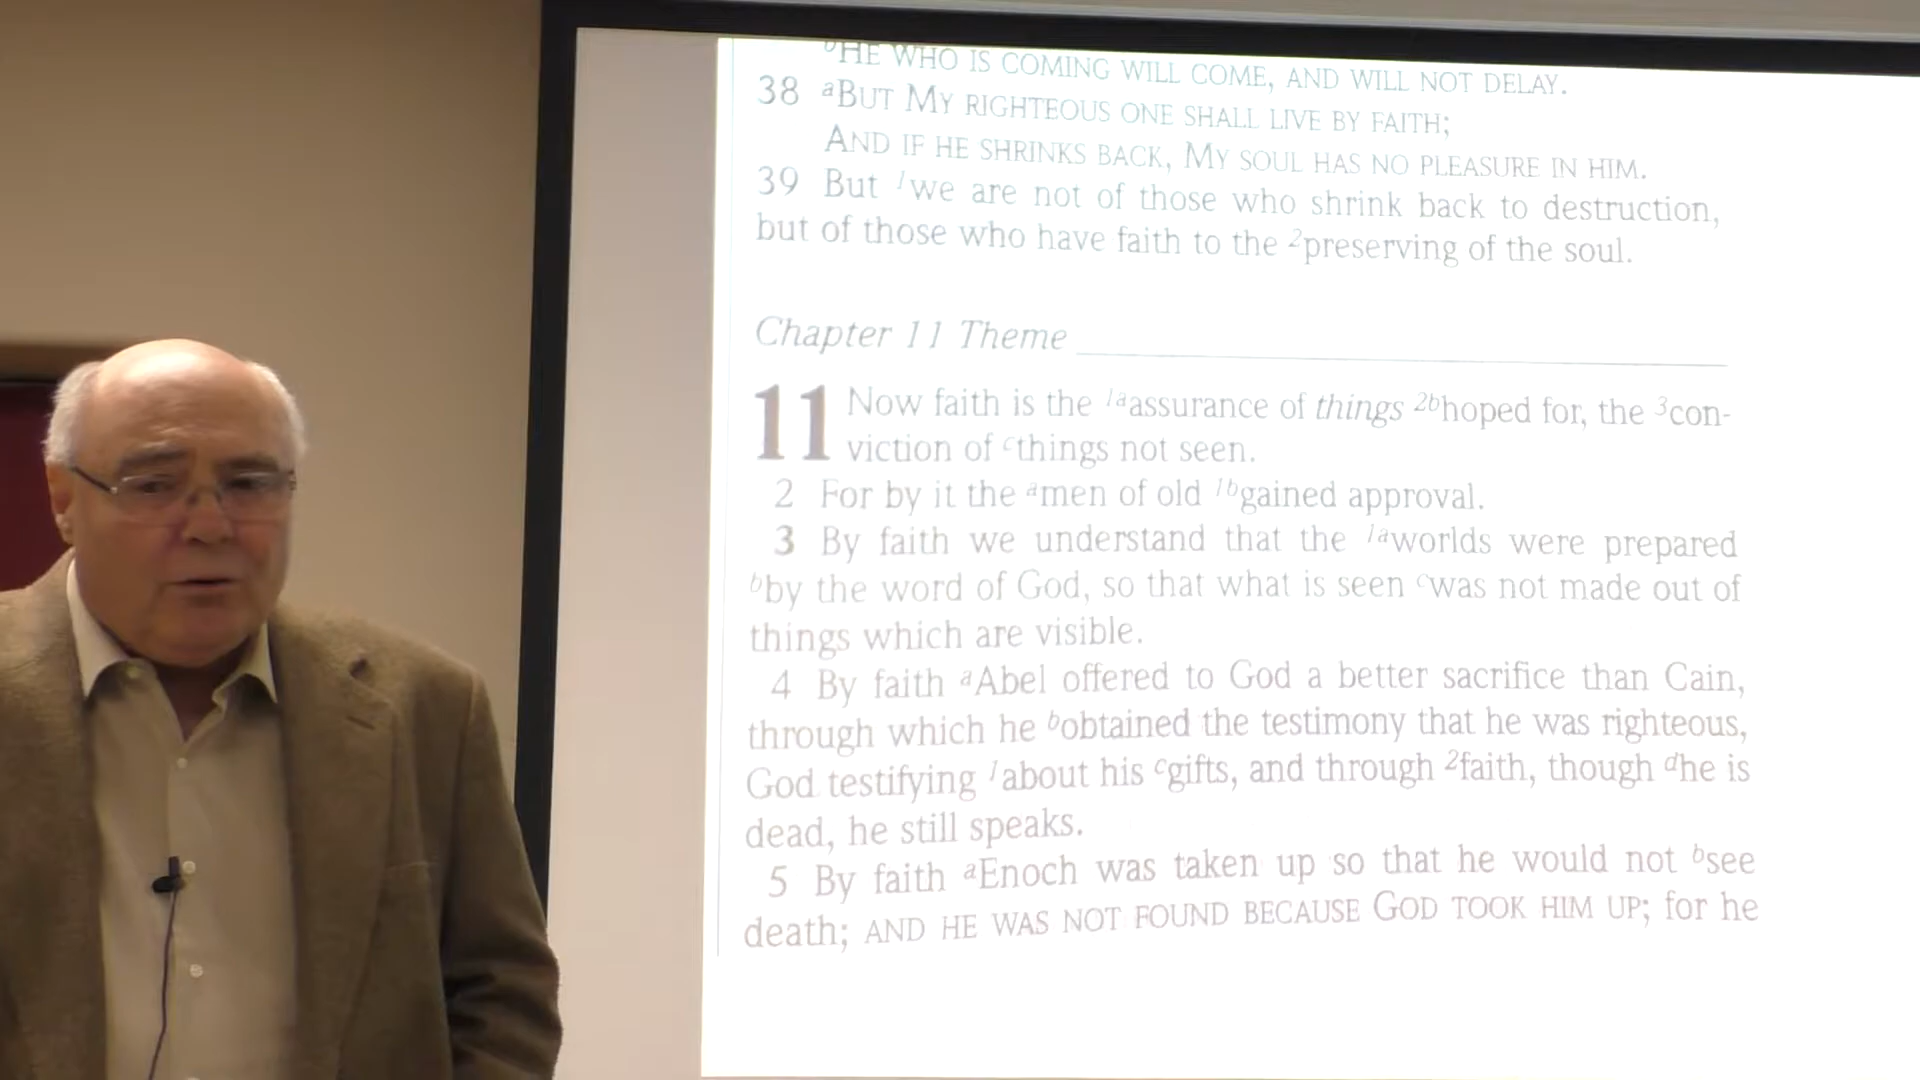 bHE WHO IS COMING WILL COME, AND WILL NOT DELAY.
38 aBUT MY RIGHTEOUS ONE SHALL LIVE BY FAITH;
AND IF HE SHRINKS BACK, MY SOUL HAS NO PLEASURE IN HIM.
39 But 1we are not of those who shrink back to destruction,
but of those who have faith to the 2preserving of the soul.
Chapter 11 Theme
11 Now faith is the 1aassurance of things 2bhoped for, the 3con-
viction of cthings not seen.
2 For by it the amen of old 1bgained approval.
3 By faith we understand that the 1aworlds were prepared
bby the word of God, so that what is seen cwas not made out of
things which are visible.
4 By faith aAbel offered to God a better sacrifice than Cain,
through which he bobtained the testimony that he was righteous,
God testifying 1about his cgifts, and through 2faith, though dhe is
dead, he still speaks.
5 By faith aEnoch was taken up so that he would not bsee
death; AND HE WAS NOT FOUND BECAUSE GOD TOOK HIM UP; for he